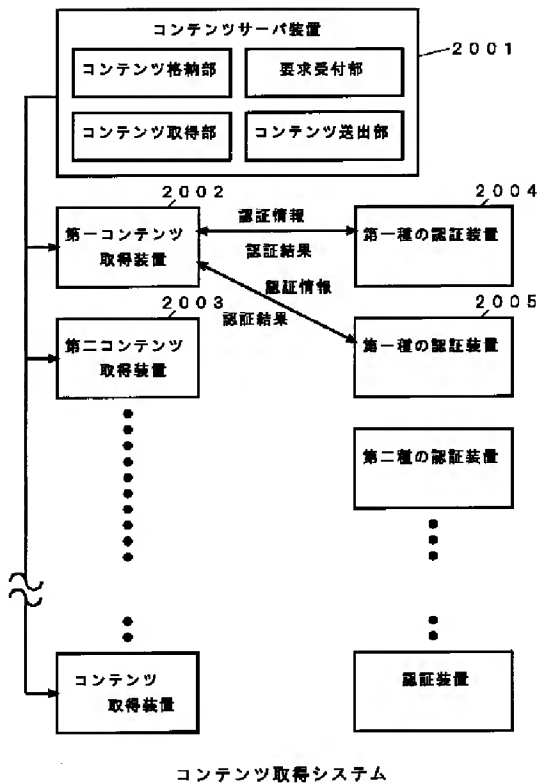 コンテンツサーバ装置
2001
コンテンツ格納部
要求受付部
コンテンツ取得部
コンテンツ送出部
2002
2004
第一コンテンツ
取得装置
認証情報
認証結果
第一種の認証装置
認証情報
2003
認証結果
2005
第二コンテンツ
取得装置
第一種の認証装置
第二種の認証装置
コンテンツ
取得装置
認証装置
コンテンツ取得システム